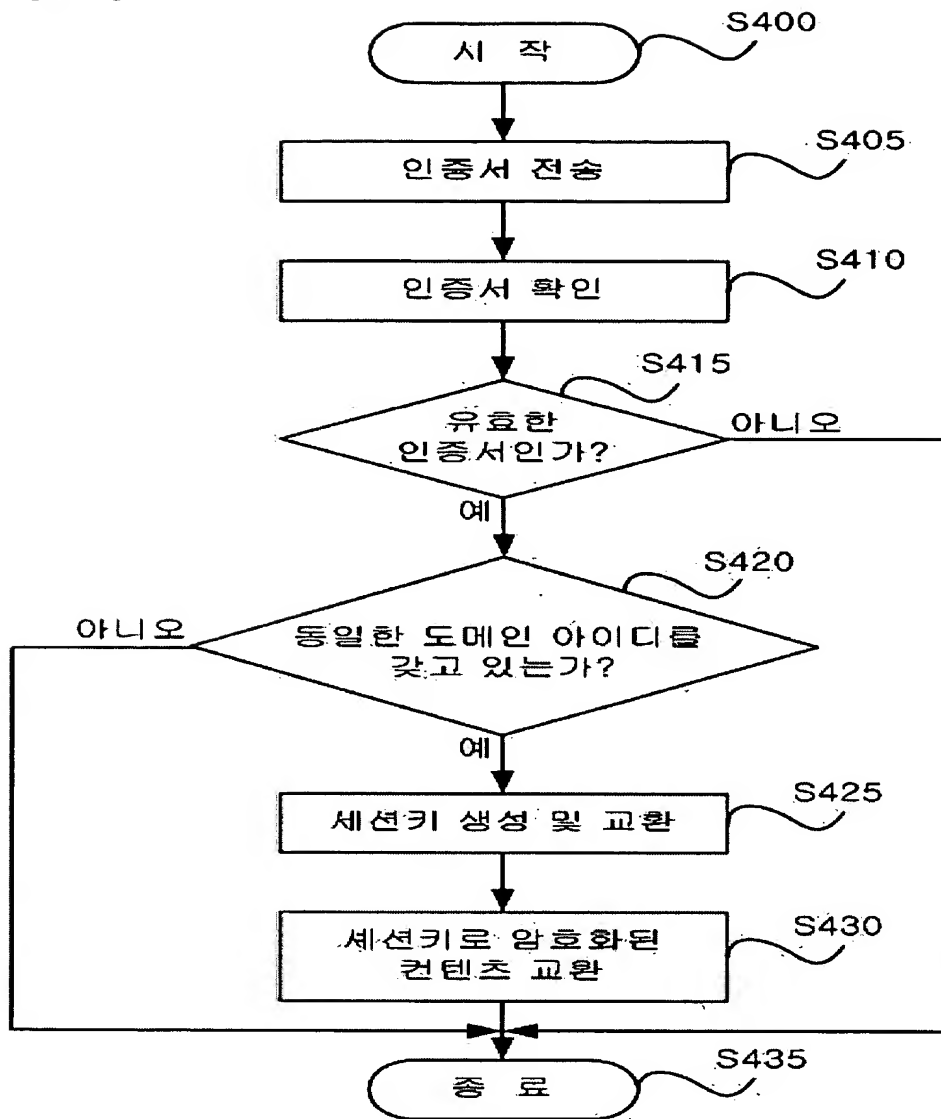 S400
시 작
S405
인증서 전송
S410
인증서 확인
S415
유효한
인증서인가?
아니오
예
S420
아니오
동일한 도메인 아이디를
갖고 있는가?
예
S425
세션키 생성 및 교환
S430
세션키로 암호화된
컨텐츠 교환
S435
종 료